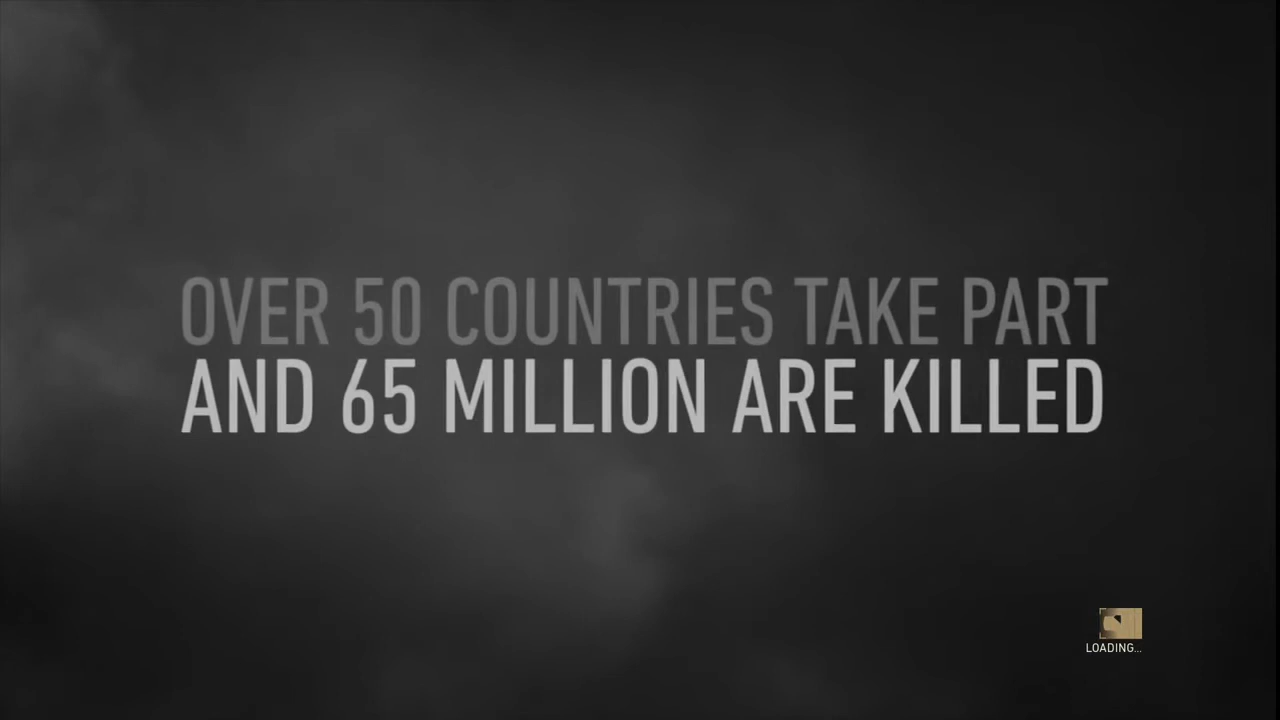 OVER 50 COUNTRIES TAKE PART
AND 65 MILLION ARE KILLED
LOADING...